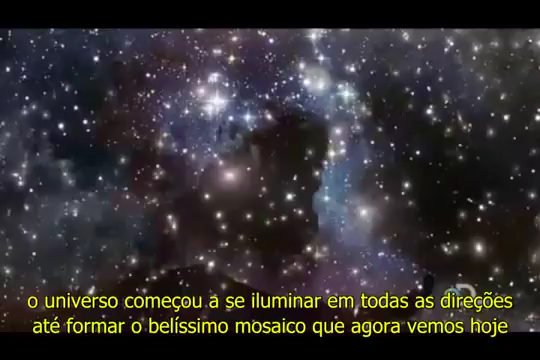 o universo começou a se iluminar em todas as direções
até formar o belíssimo mosaico que agora vemos hoje